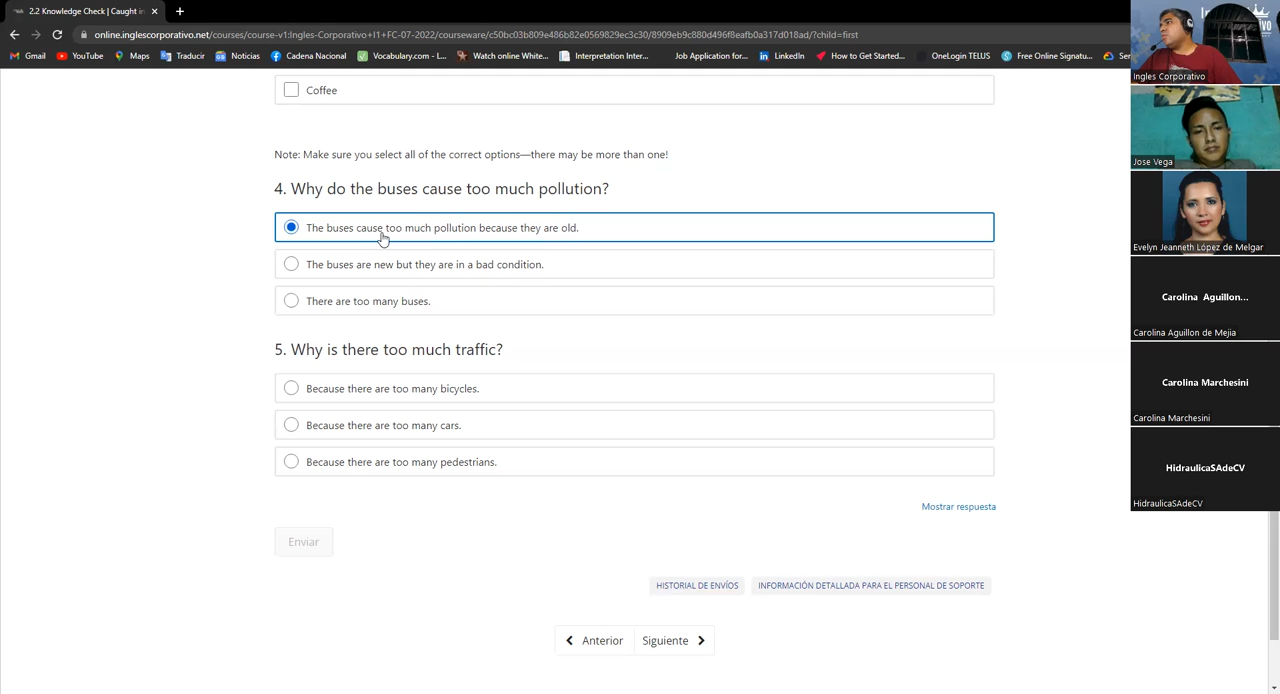 2.2 Knowledge Check | Caught in
online.inglescorporativo.net/courses/course-v1:Ingles-Corporativo+I1+FC-07-2022/courseware/c50bc03b809e486b82e0569829ec3c30/8909eb9c880d496f8eafb0a317d018ad/?child=first
Gmail YouTube Maps Traducir Noticias Cadena Nacional Vocabulary.com - L... Watch online White... Interpretation Inter... Job Application for... LinkedIn How to Get Started... OneLogin TELUS Free Online Signatu... Ser
Ingles Corporativo
Coffee
Note: Make sure you select all of the correct options—there may be more than one!
Jose Vega
4. Why do the buses cause too much pollution?
The buses cause too much pollution because they are old.
Evelyn Jeanneth López de Melgar
The buses are new but they are in a bad condition.
There are too many buses.
Carolina Aguillon...
Carolina Aguillon de Mejia
5. Why is there too much traffic?
Because there are too many bicycles.
Carolina Marchesini
Carolina Marchesini
Because there are too many cars.
Because there are too many pedestrians.
HidraulicaSAdeCV
HidraulicaSAdeCV
Mostrar respuesta
Enviar
HISTORIAL DE ENVÍOS INFORMACIÓN DETALLADA PARA EL PERSONAL DE SOPORTE
Anterior Siguiente